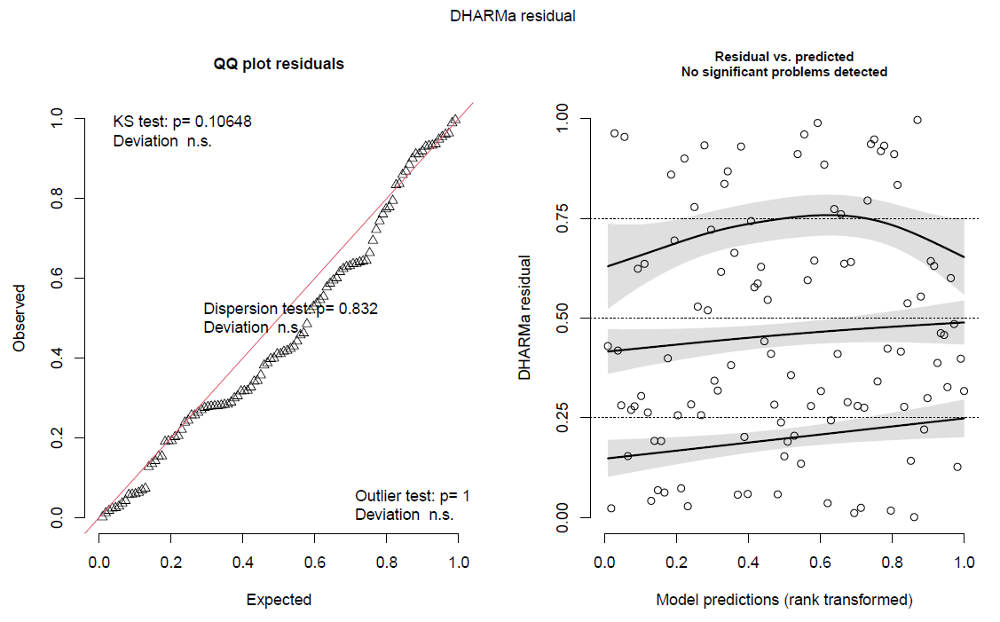 DHARMa residual
QQ plot residuals
KS test: p= 0.10648
Deviation n.s.
Dispersion test: p= 0.832
Deviation n.s.
Outlier test: p= 1
Deviation n.s.
Observed
0.0 0.2 0.4 0.6 0.8 1.0
0.0 0.2 0.4 0.6 0.8 1.0
Expected
Residual vs. predicted
No significant problems detected
DHARMa residual
0.00 0.25 0.50 0.75 1.00
0.0 0.2 0.4 0.6 0.8 1.0
Model predictions (rank transformed)